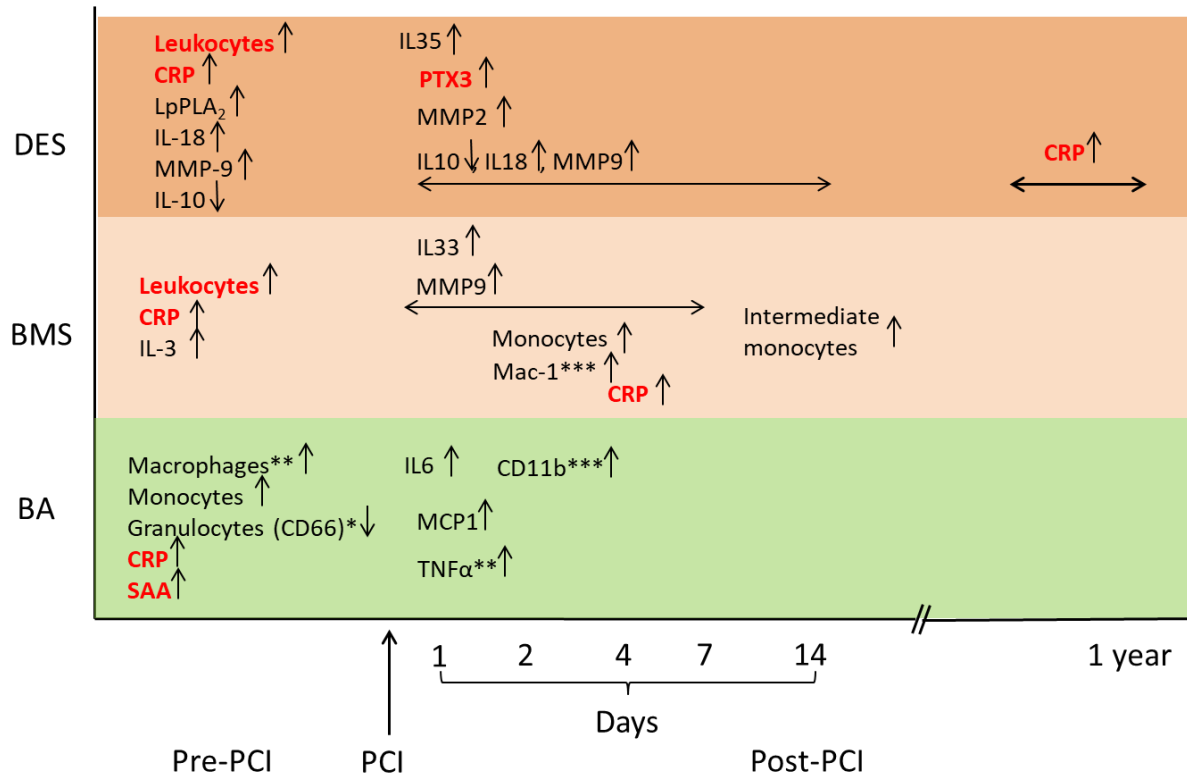 DES
Leukocytes ↑
CRP ↑
LpPLA₂ ↑
IL-18 ↑
MMP-9 ↑
IL-10 ↓
IL35 ↑
PTX3 ↑
MMP2 ↑
IL10 ↓, IL18 ↑, MMP9 ↑
CRP ↑
BMS
Leukocytes ↑
CRP ↑
IL-3 ↑
IL33 ↑
MMP9 ↑
Monocytes ↑
Mac-1*** ↑
CRP ↑
Intermediate
monocytes ↑
BA
Macrophages** ↑
Monocytes ↑
Granulocytes (CD66)* ↓
CRP ↑
SAA ↑
IL6 ↑
CD11b*** ↑
MCP1 ↑
TNFα** ↑
1 2 4 7 14 1 year
Days
Pre-PCI PCI Post-PCI